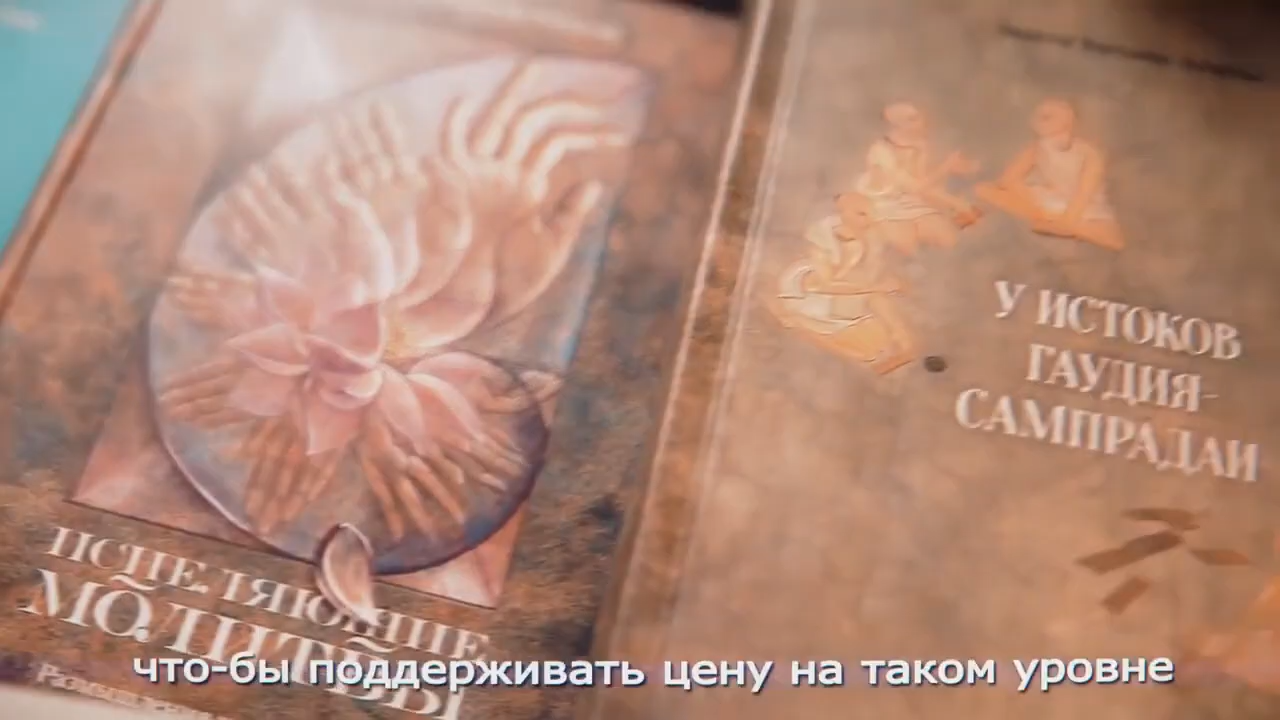 ИСЦЕЛЯЮЩИЕ
МОЛИТВЫ
У ИСТОКОВ
ГАУДИЯ-
САМПРАДАИ
что-бы поддерживать цену на таком уровне